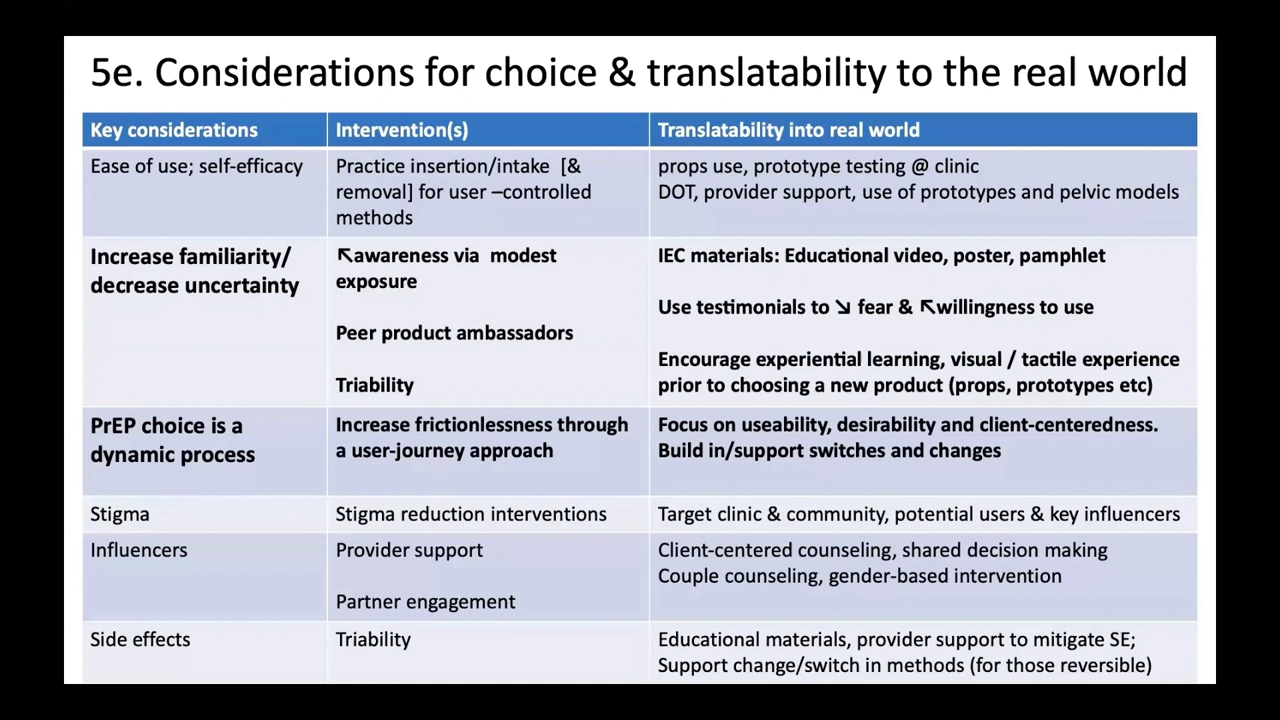 5e. Considerations for choice & translatability to the real world
Key considerations
Intervention(s)
Translatability into real world
Ease of use; self-efficacy
Practice insertion/intake [&
removal] for user –controlled
methods
props use, prototype testing @ clinic
DOT, provider support, use of prototypes and pelvic models
Increase familiarity/
decrease uncertainty
↖awareness via modest
exposure
Peer product ambassadors
Triability
IEC materials: Educational video, poster, pamphlet
Use testimonials to ↘ fear & ↖willingness to use
Encourage experiential learning, visual / tactile experience
prior to choosing a new product (props, prototypes etc)
PrEP choice is a
dynamic process
Increase frictionlessness through
a user-journey approach
Focus on useability, desirability and client-centeredness.
Build in/support switches and changes
Stigma
Stigma reduction interventions
Target clinic & community, potential users & key influencers
Influencers
Provider support
Partner engagement
Client-centered counseling, shared decision making
Couple counseling, gender-based intervention
Side effects
Triability
Educational materials, provider support to mitigate SE;
Support change/switch in methods (for those reversible)